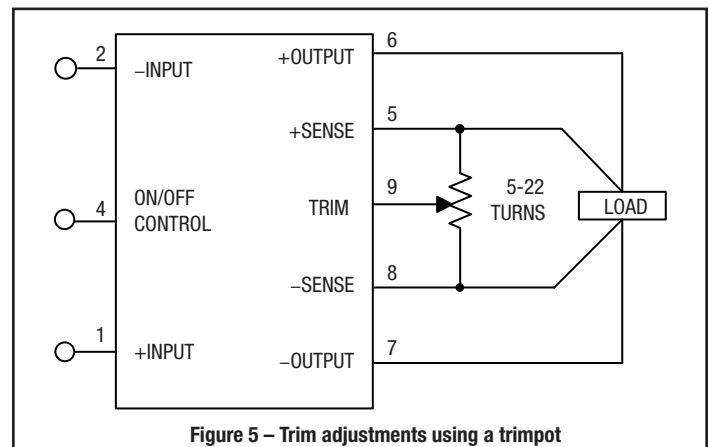 2
−INPUT
+OUTPUT
6
+SENSE
5
4
ON/OFF
CONTROL
TRIM
9
5-22
TURNS
LOAD
−SENSE
8
1
+INPUT
−OUTPUT
7
Figure 5 – Trim adjustments using a trimpot